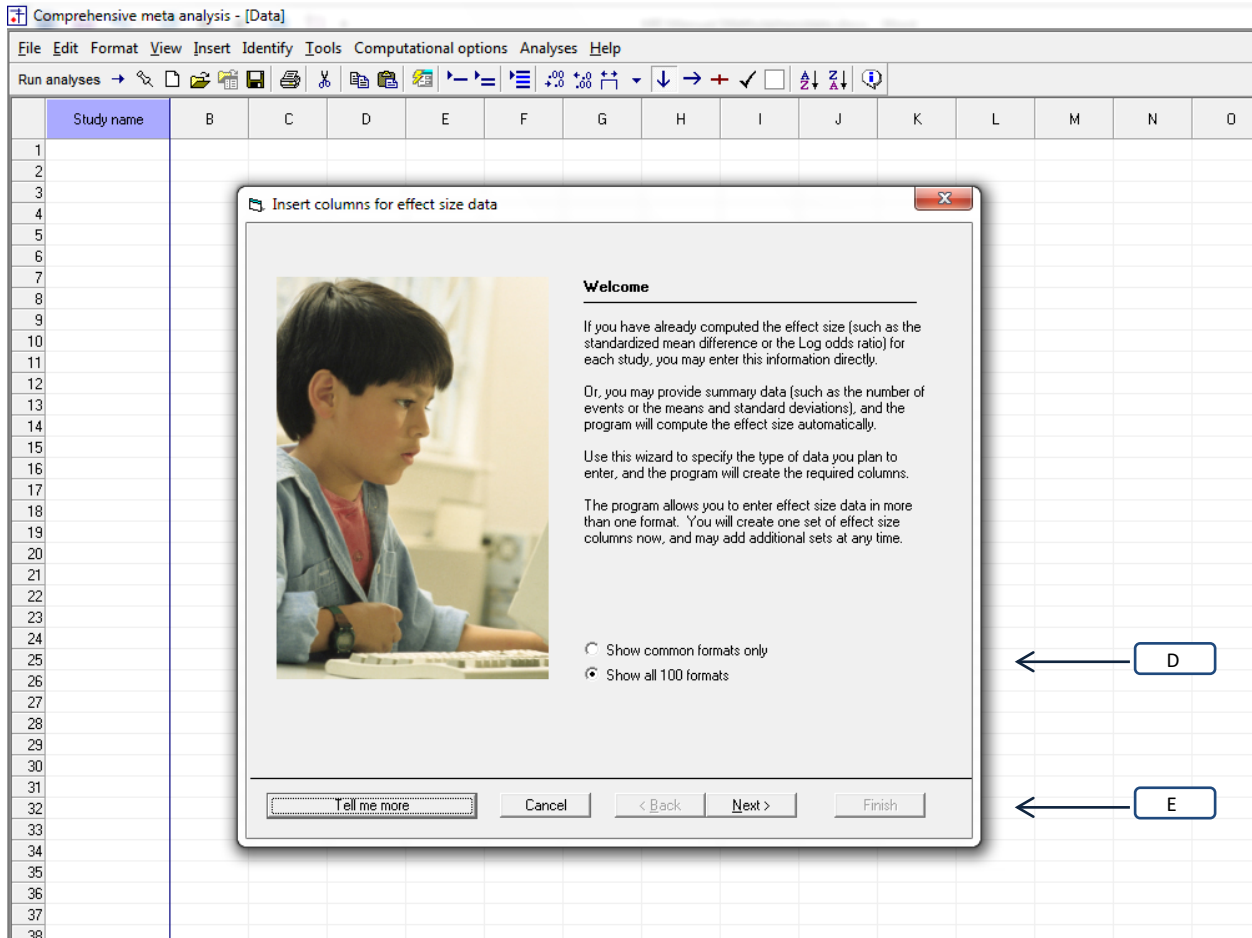 Comprehensive meta analysis - [Data]
File Edit Format View Insert Identify Tools Computational options Analyses Help
Run analyses
Study name B C D E F G H I J K L M N O
1
2
3
4
5
6
7
8
9
10
11
12
13
14
15
16
17
18
19
20
21
22
23
24
25
26
27
28
29
30
31
32
33
34
35
36
37
38
Insert columns for effect size data
Welcome
If you have already computed the effect size (such as the
standardized mean difference or the Log odds ratio) for
each study, you may enter this information directly.
Or, you may provide summary data (such as the number of
events or the means and standard deviations), and the
program will compute the effect size automatically.
Use this wizard to specify the type of data you plan to
enter, and the program will create the required columns.
The program allows you to enter effect size data in more
than one format. You will create one set of effect size
columns now, and may add additional sets at any time.
Show common formats only
Show all 100 formats
D
Tell me more Cancel < Back Next > Finish
E